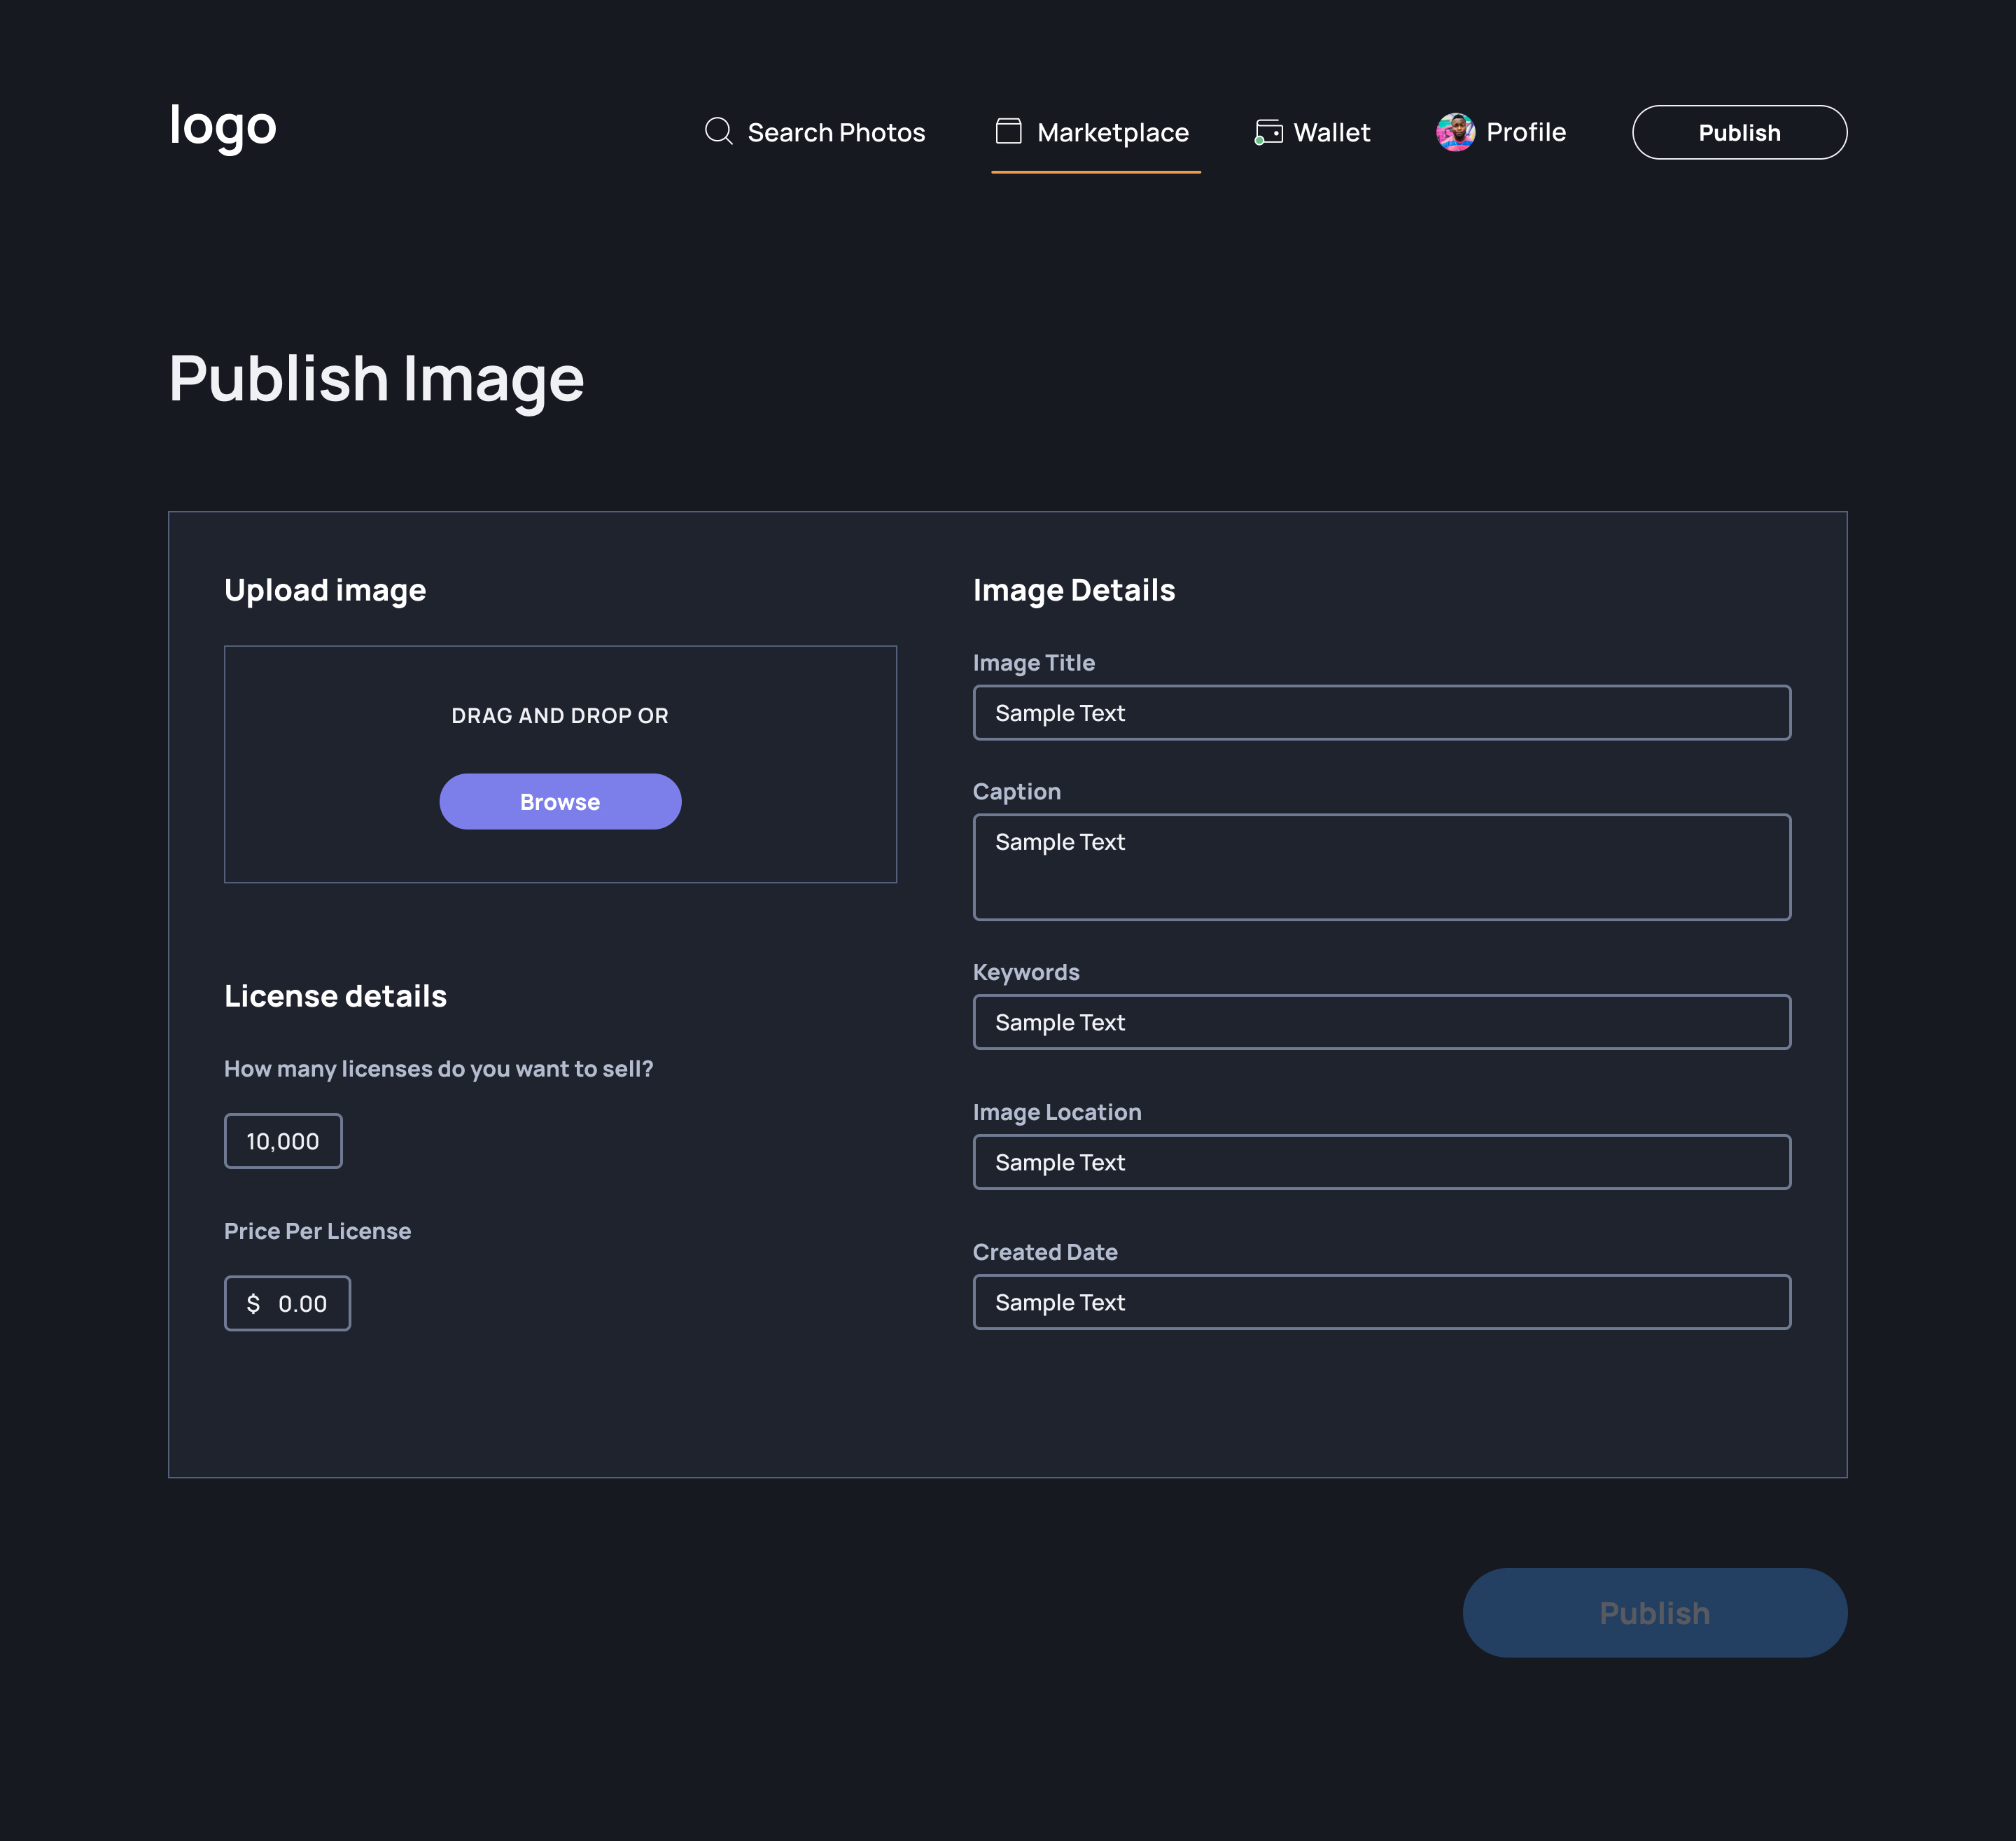 logo
Search Photos
Marketplace
Wallet
Profile
Publish
Publish Image
Upload image
DRAG AND DROP OR
Browse
License details
How many licenses do you want to sell?
10,000
Price Per License
$ 0.00
Image Details
Image Title
Sample Text
Caption
Sample Text
Keywords
Sample Text
Image Location
Sample Text
Created Date
Sample Text
Publish